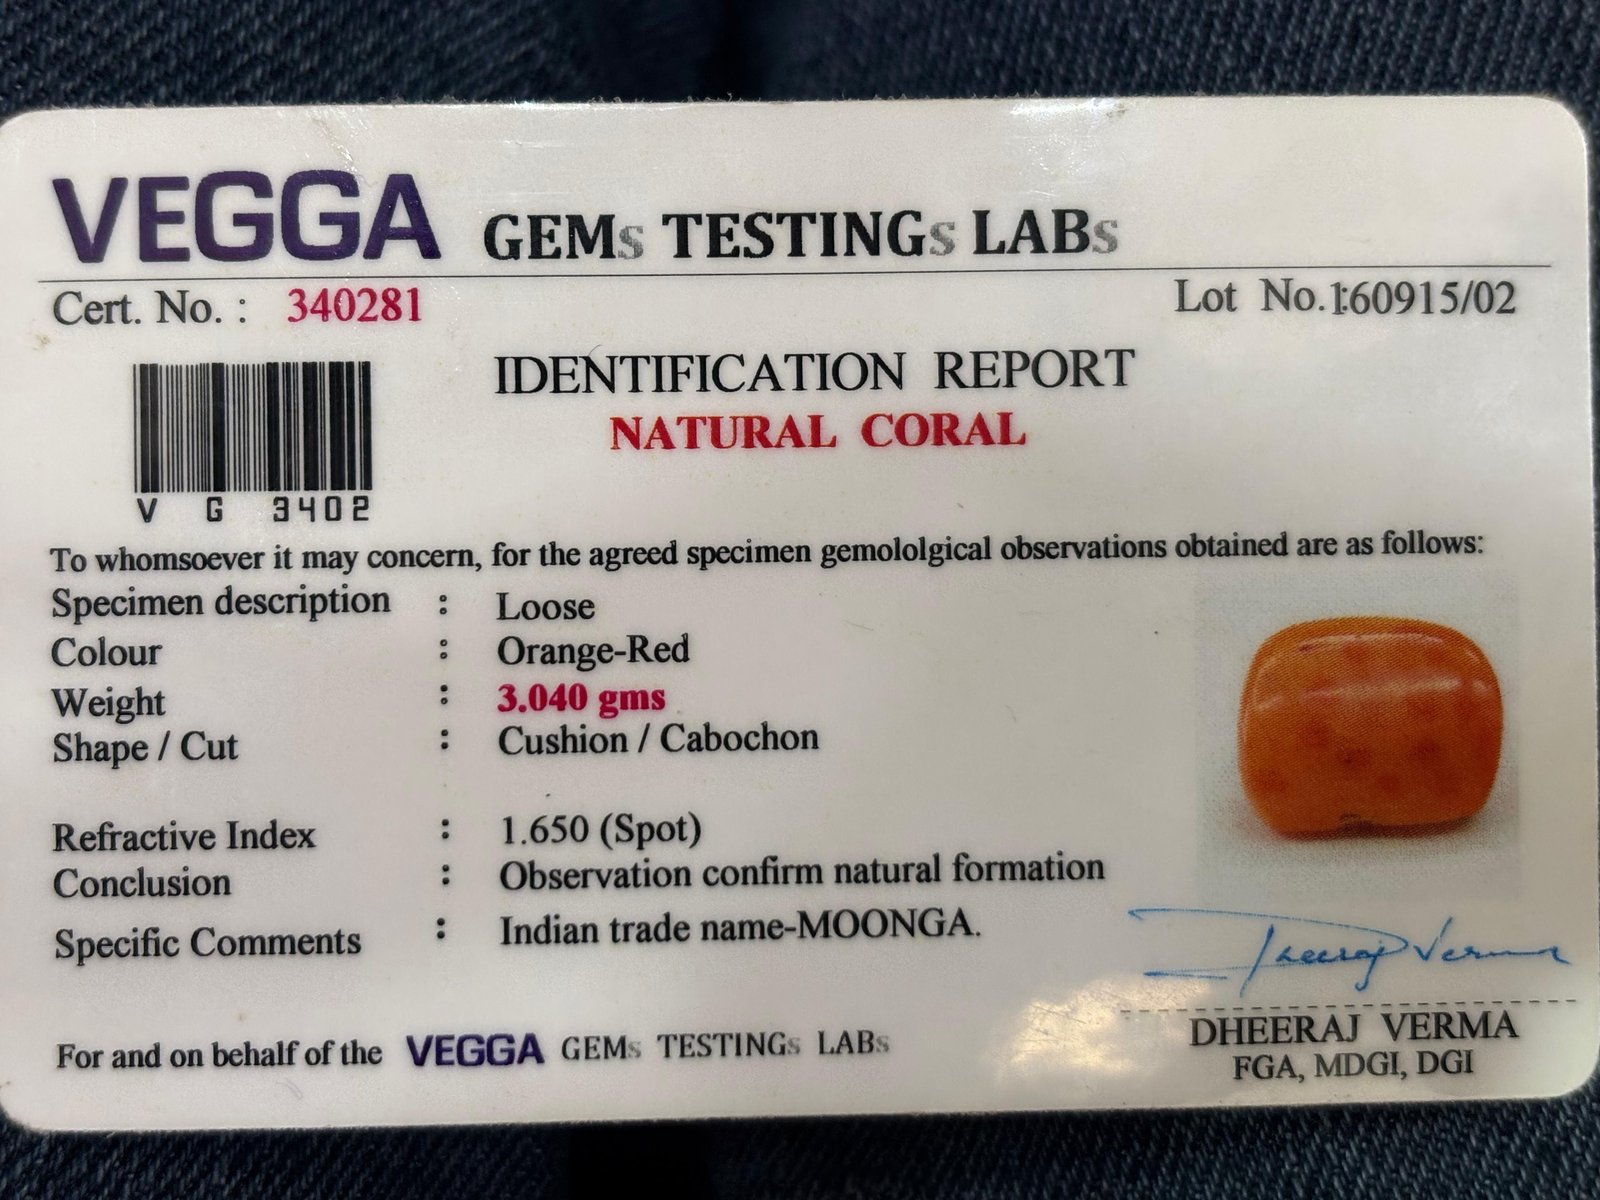 VEGGA GEMs TESTINGs LABs
Cert. No. : 340281
Lot No.:160915/02
IDENTIFICATION REPORT
NATURAL CORAL
V G 3402
To whomsoever it may concern, for the agreed specimen gemololgical observations obtained are as follows:
Specimen description : Loose
Colour : Orange-Red
Weight : 3.040 gms
Shape / Cut : Cushion / Cabochon
Refractive Index : 1.650 (Spot)
Conclusion : Observation confirm natural formation
Specific Comments : Indian trade name-MOONGA.
Dheeraj Verma
DHEERAJ VERMA
FGA, MDGI, DGI
For and on behalf of the VEGGA GEMs TESTINGs LABs